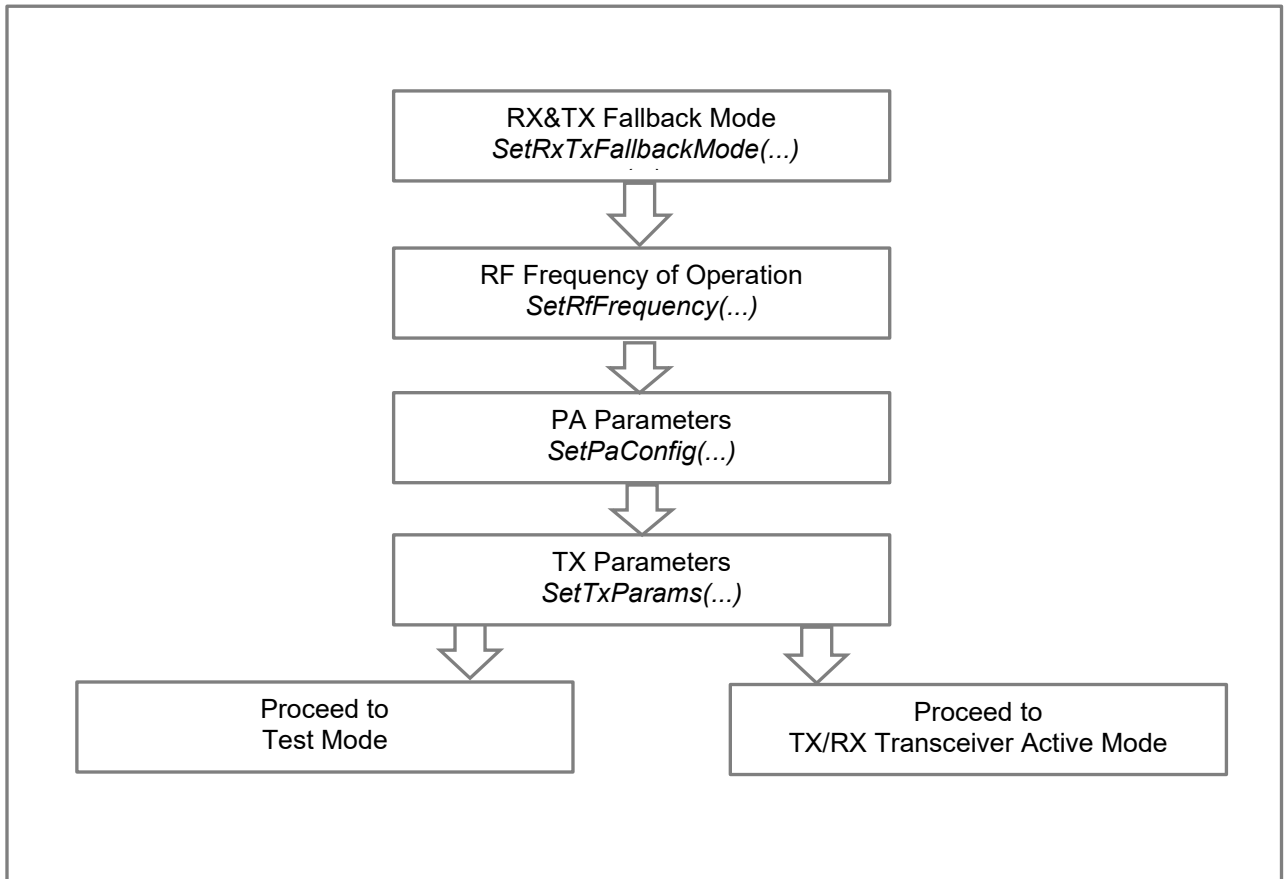 RX&TX Fallback Mode
SetRxTxFallbackMode(...)
RF Frequency of Operation
SetRfFrequency(...)
PA Parameters
SetPaConfig(...)
TX Parameters
SetTxParams(...)
Proceed to
Test Mode
Proceed to
TX/RX Transceiver Active Mode